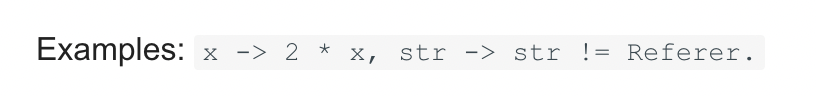 Examples: x -> 2 * x, str -> str != Referer.